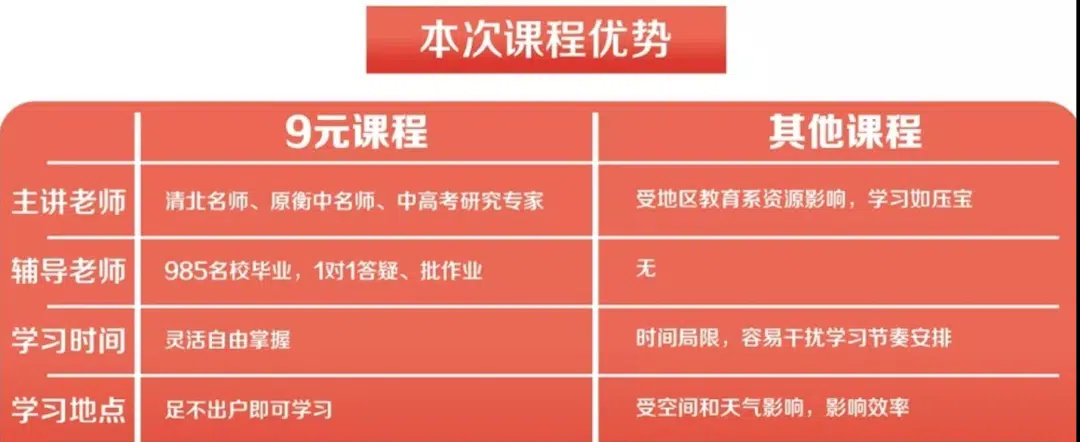 本次课程优势
9元课程 其他课程
主讲老师 清北名师、原衡中名师、中高考研究专家 受地区教育系资源影响，学习如压宝
辅导老师 985名校毕业，1对1答疑、批作业 无
学习时间 灵活自由掌握 时间局限，容易干扰学习节奏安排
学习地点 足不出户即可学习 受空间和天气影响，影响效率